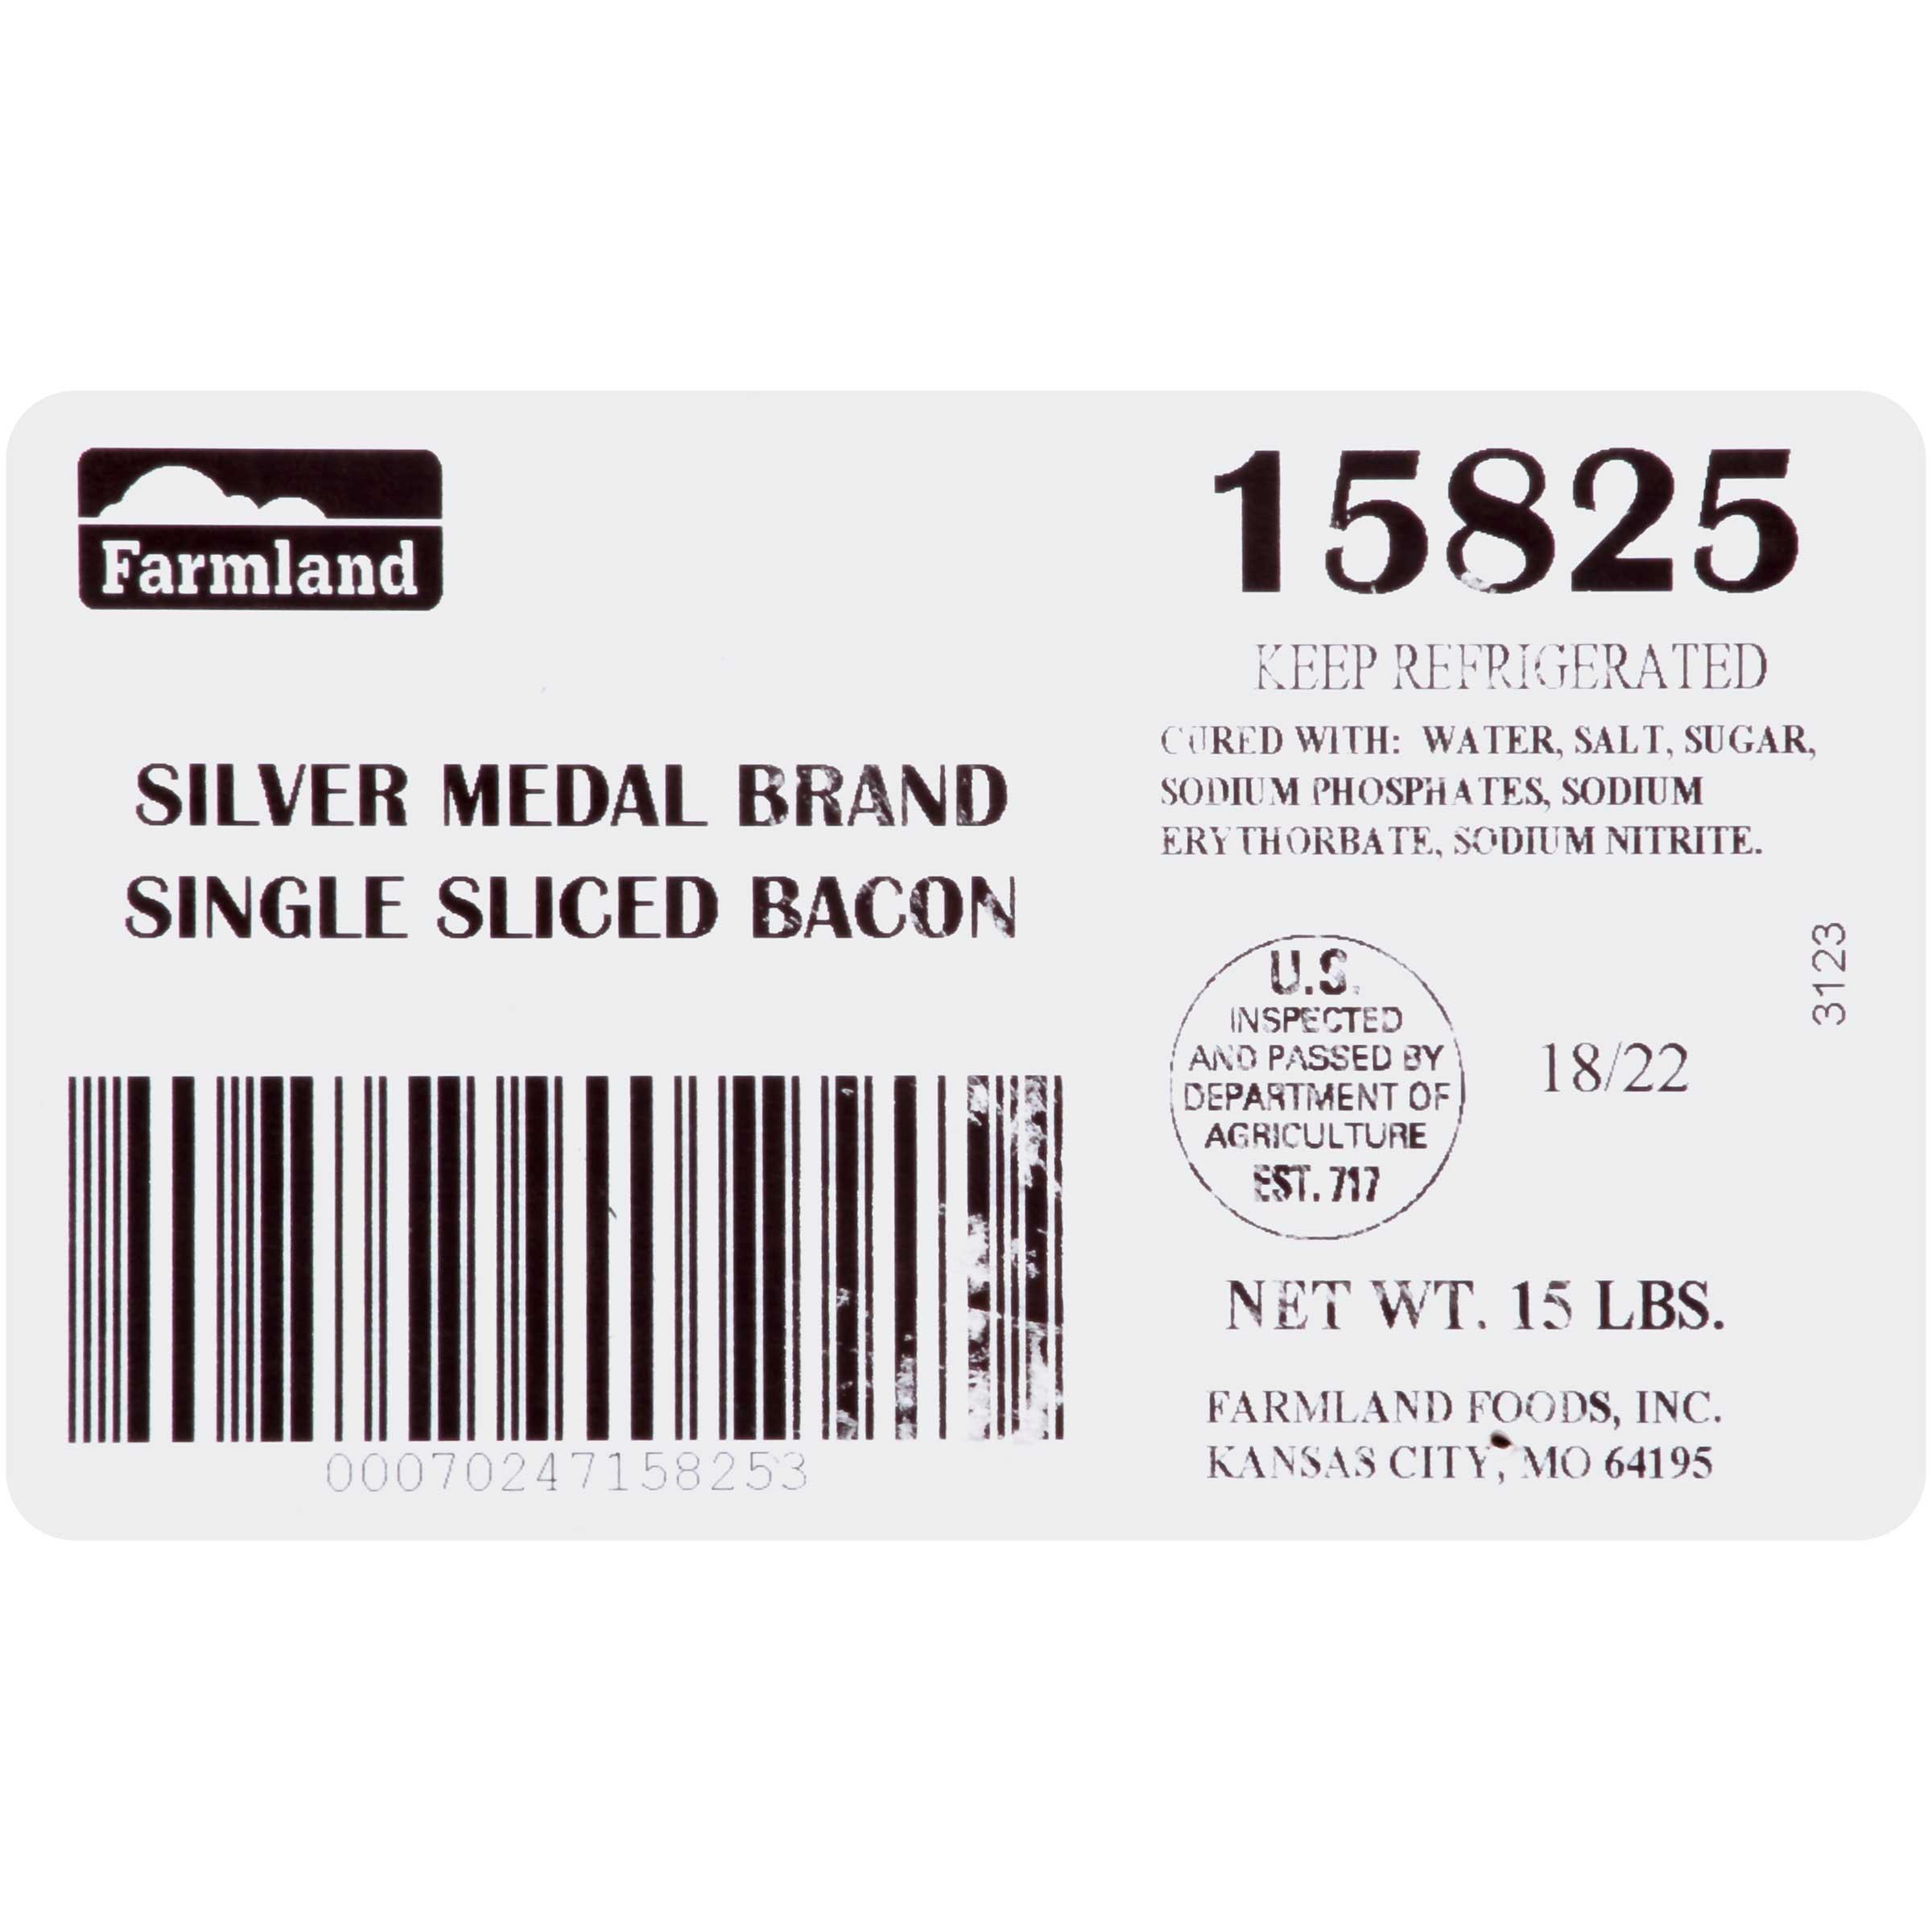 Farmland
15825
KEEP REFRIGERATED
CURED WITH: WATER, SALT, SUGAR,
SODIUM PHOSPHATES, SODIUM
ERYTHORBATE, SODIUM NITRITE.
SILVER MEDAL BRAND
SINGLE SLICED BACON
3123
U.S.
INSPECTED
AND PASSED BY
DEPARTMENT OF
AGRICULTURE
EST. 717
18/22
NET WT. 15 LBS.
FARMLAND FOODS, INC.
KANSAS CITY, MO 64195
00070247158253